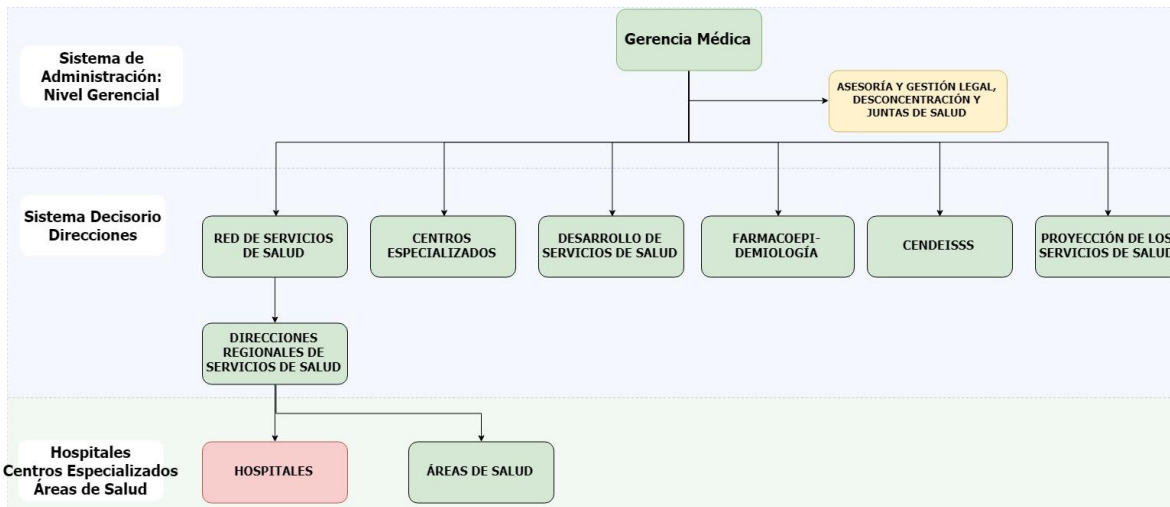 Sistema de
Administración:
Nivel Gerencial
Gerencia Médica
ASESORÍA Y GESTIÓN LEGAL,
DESCONCENTRACIÓN Y
JUNTAS DE SALUD
Sistema Decisorio
Direcciones
RED DE SERVICIOS
DE SALUD
CENTROS
ESPECIALIZADOS
DESARROLLO DE
SERVICIOS DE SALUD
FARMACOEPI-
DEMIOLOGÍA
CENDEISSS
PROYECCIÓN DE LOS
SERVICIOS DE SALUD
DIRECCIONES
REGIONALES DE
SERVICIOS DE SALUD
Hospitales
Centros Especializados
Áreas de Salud
HOSPITALES
ÁREAS DE SALUD